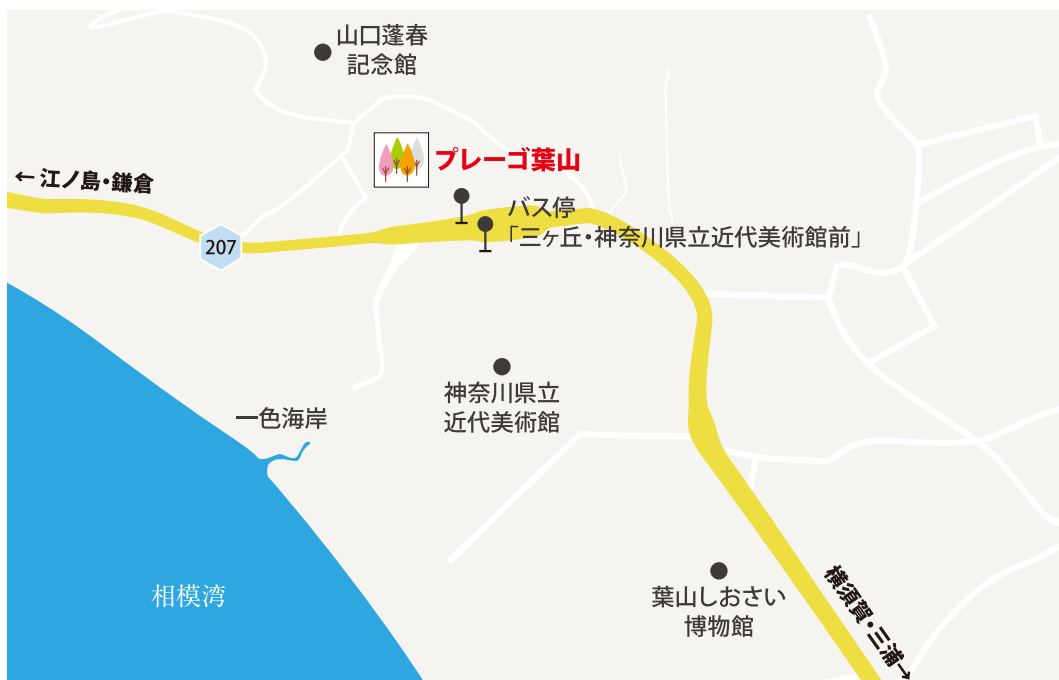 山口蓬春
記念館
プレーゴ葉山
←江ノ島・鎌倉
バス停
「三ヶ丘・神奈川県立近代美術館前」
207
神奈川県立
近代美術館
一色海岸
相模湾
葉山しおさい
博物館
横須賀・三浦→